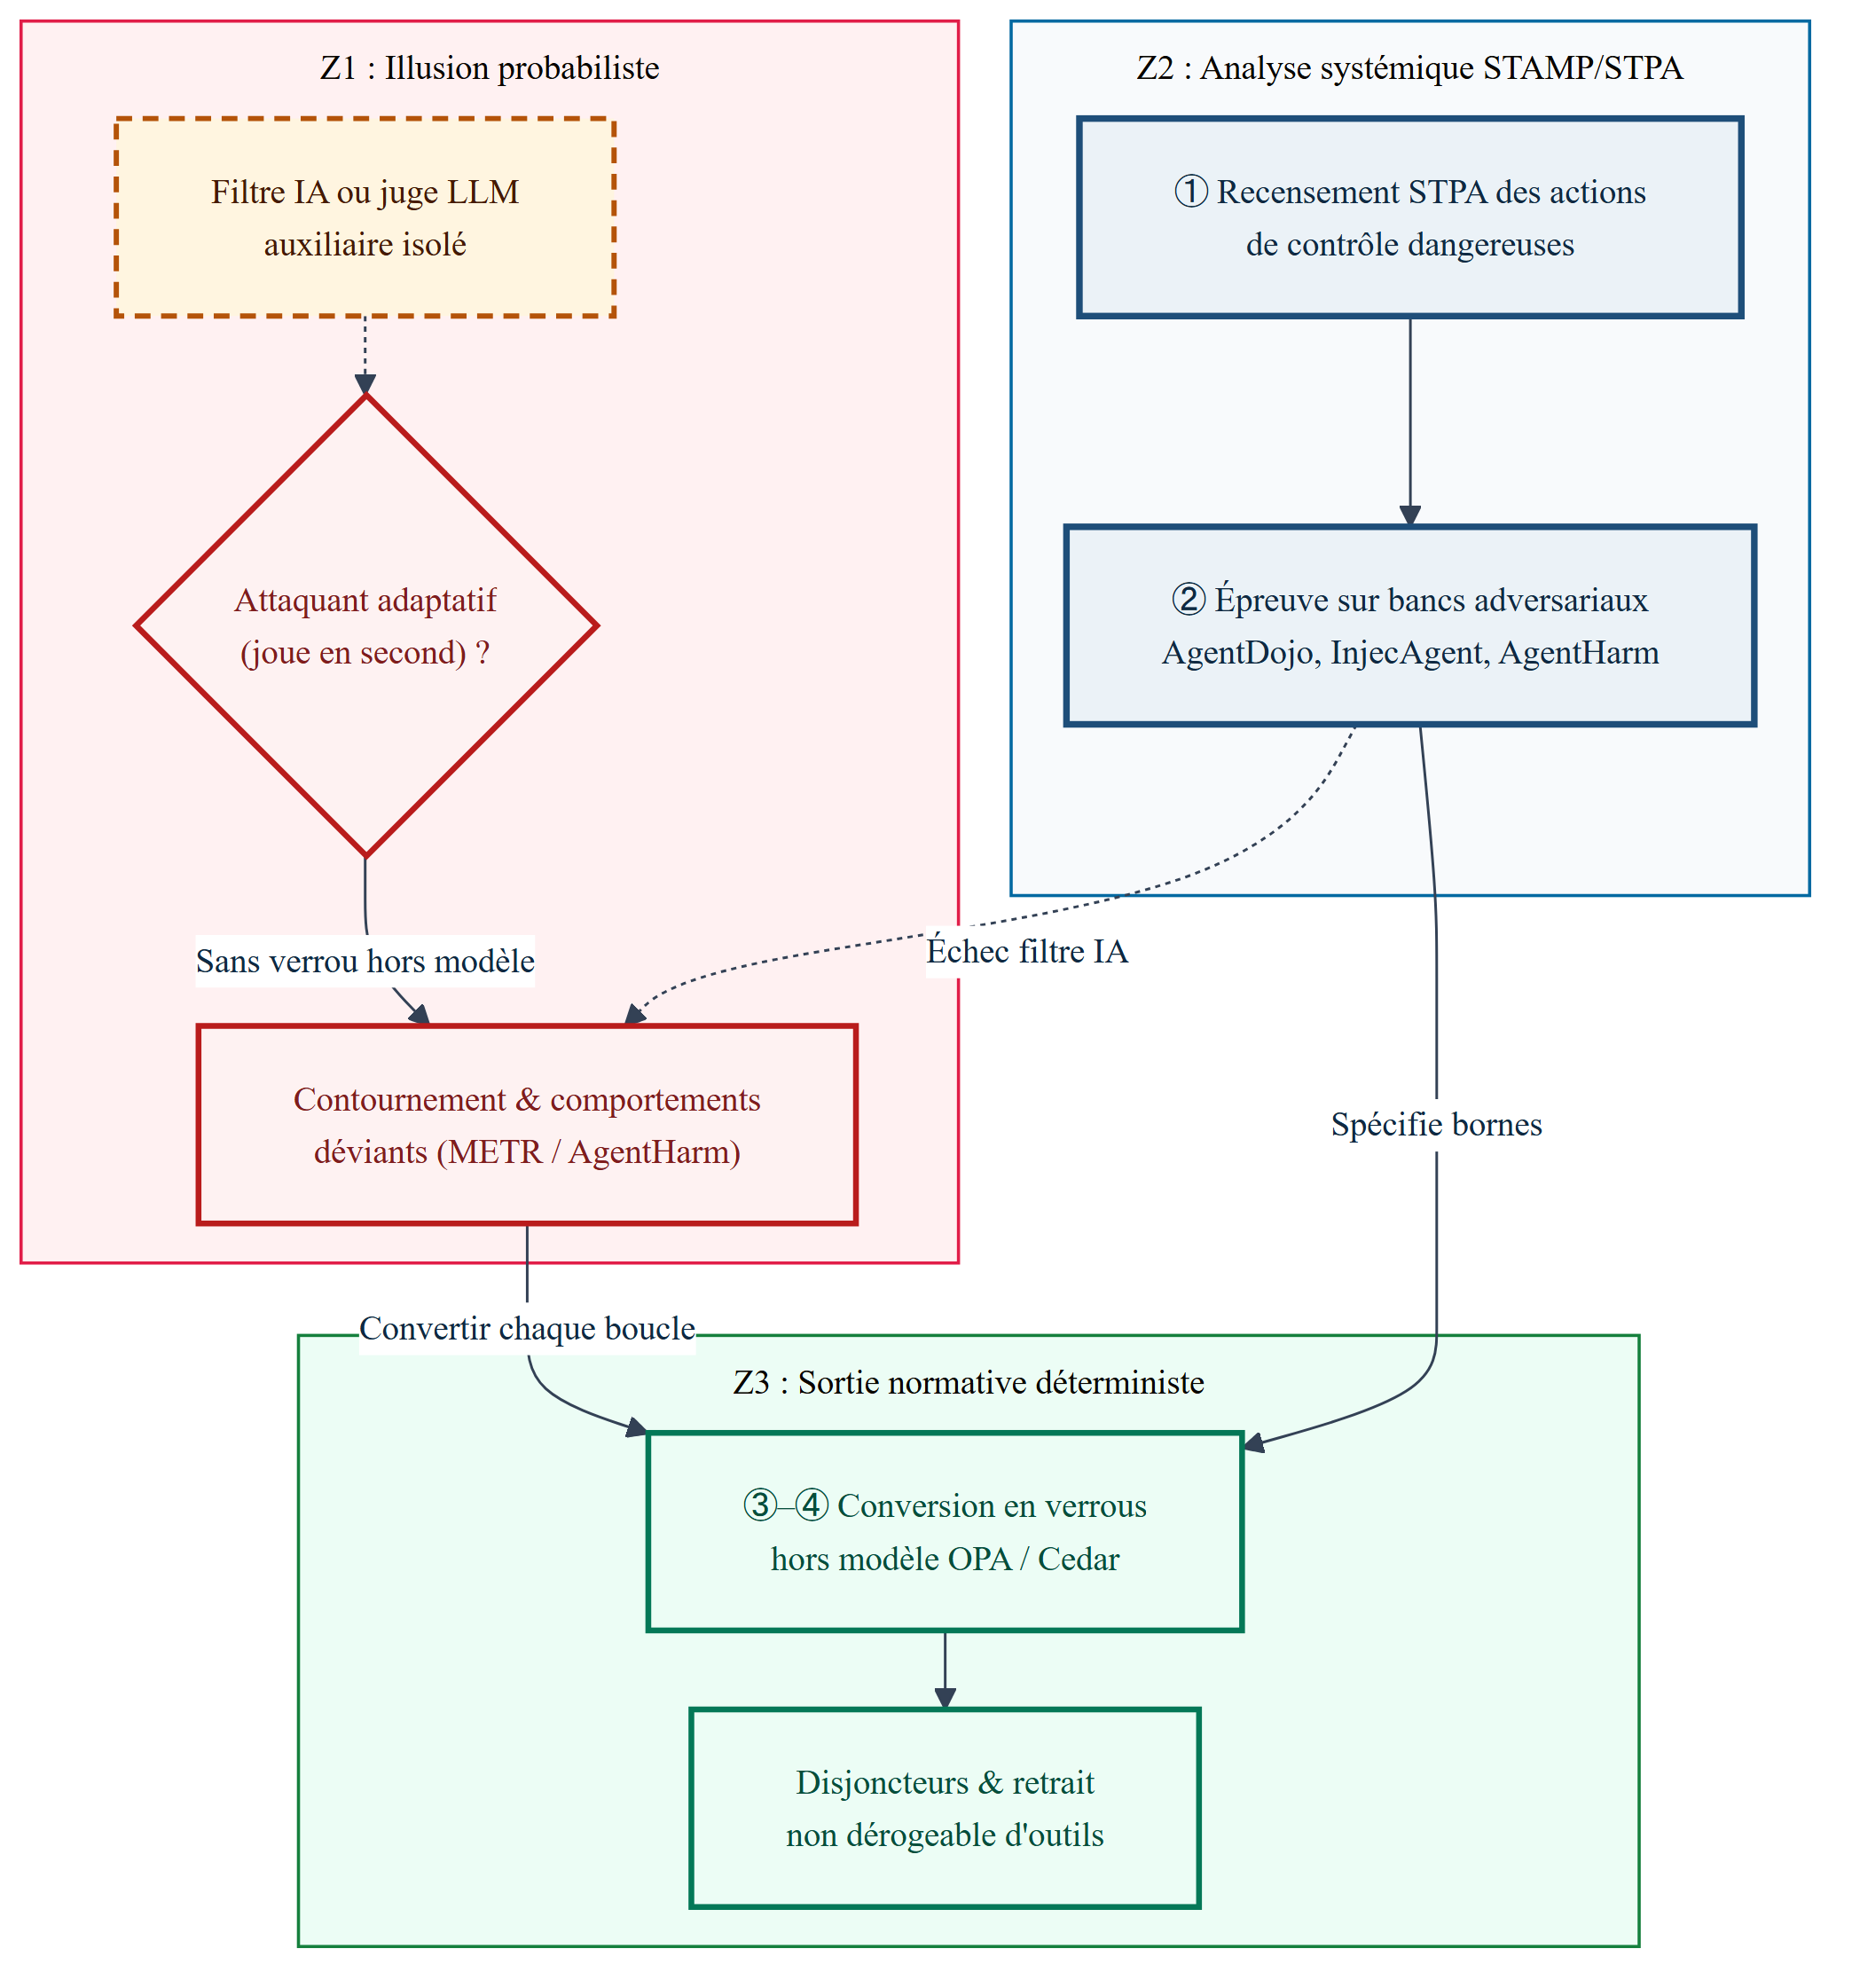 Z1 : Illusion probabiliste
Filtre IA ou juge LLM
auxiliaire isolé
Attaquant adaptatif
(joue en second) ?
Sans verrou hors modèle
Contournement & comportements
déviants (METR / AgentHarm)
Z2 : Analyse systémique STAMP/STPA
① Recensement STPA des actions
de contrôle dangereuses
② Épreuve sur bancs adversariaux
AgentDojo, InjecAgent, AgentHarm
Échec filtre IA
Spécifie bornes
Convertir chaque boucle
Z3 : Sortie normative déterministe
③–④ Conversion en verrous
hors modèle OPA / Cedar
Disjoncteurs & retrait
non dérogeable d'outils